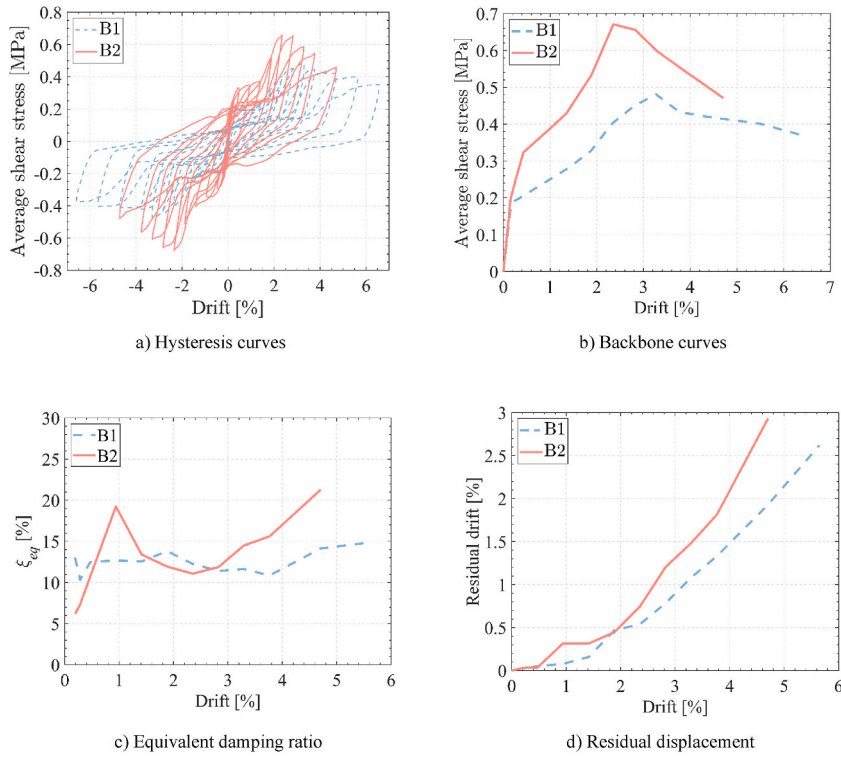 0.8
0.6
0.4
0.2
0
-0.2
-0.4
-0.6
-0.8
Average shear stress [MPa]
B1
B2
-6 -4 -2 0 2 4 6
Drift [%]
a) Hysteresis curves
0.8
0.7
0.6
0.5
0.4
0.3
0.2
0.1
0
Average shear stress [MPa]
B1
B2
0 1 2 3 4 5 6 7
Drift [%]
b) Backbone curves
30
25
20
15
10
5
0
ξeq [%]
B1
B2
0 1 2 3 4 5 6
Drift [%]
c) Equivalent damping ratio
3
2.5
2
1.5
1
0.5
0
Residual drift [%]
B1
B2
0 1 2 3 4 5 6
Drift [%]
d) Residual displacement